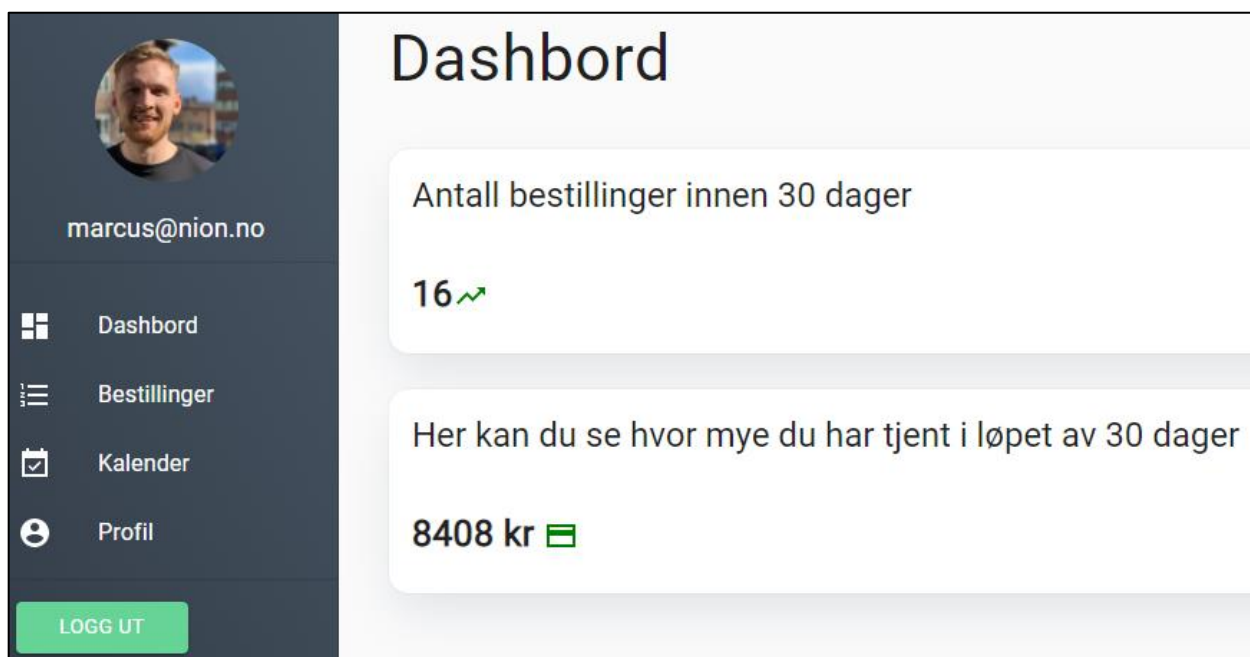 marcus@nion.no
Dashbord
Bestillinger
Kalender
Profil
LOGG UT
Dashbord
Antall bestillinger innen 30 dager
16
Her kan du se hvor mye du har tjent i løpet av 30 dager
8408 kr